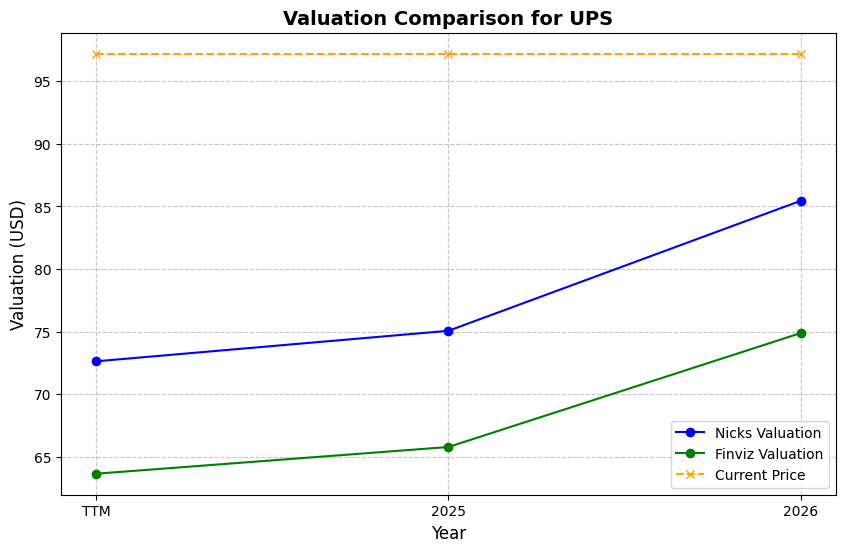 Valuation Comparison for UPS
Valuation (USD)
95
90
85
80
75
70
65
TTM
2025
2026
Year
Nicks Valuation
Finviz Valuation
Current Price